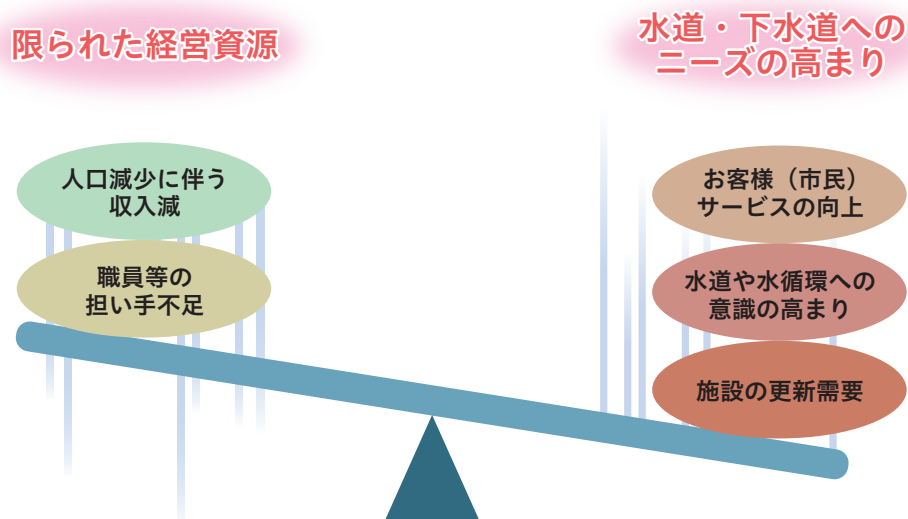 限られた経営資源
水道・下水道への
ニーズの高まり
人口減少に伴う
収入減
職員等の
担い手不足
お客様（市民）
サービスの向上
水道や水循環への
意識の高まり
施設の更新需要